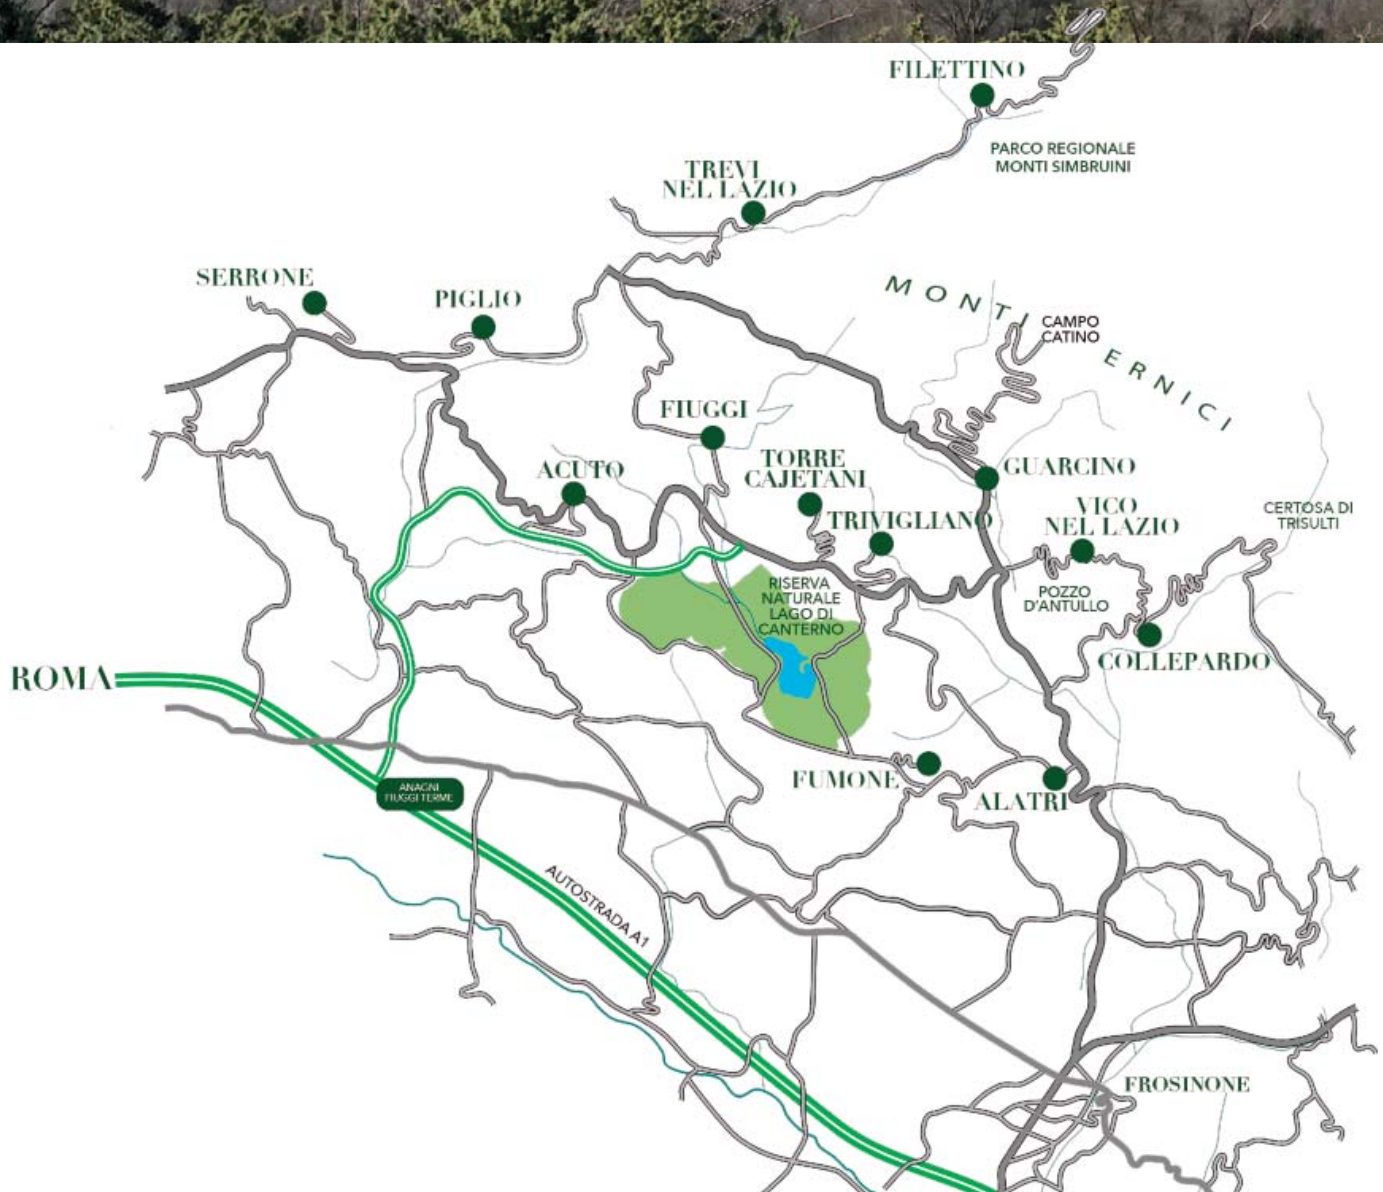 FILETTINO
PARCO REGIONALE
MONTI SIMBRUINI
TREVI
NEL LAZIO
SERRONE
PIGLIO
MONTI ERNICI
CAMPO
CATINO
FIUGGI
ACUTO
TORRE
CAJETANI
GUARCINO
TRIVIGLIANO
VICO
NEL LAZIO
CERTOSA DI
TRISULTI
RISERVA
NATURALE
LAGO DI
CANTERNO
POZZO
D'ANTULLO
COLLEPARDO
ROMA
FUMONE
ALATRI
ANAGNI
FIUGGI TERME
AUTOSTRADA A1
FROSINONE